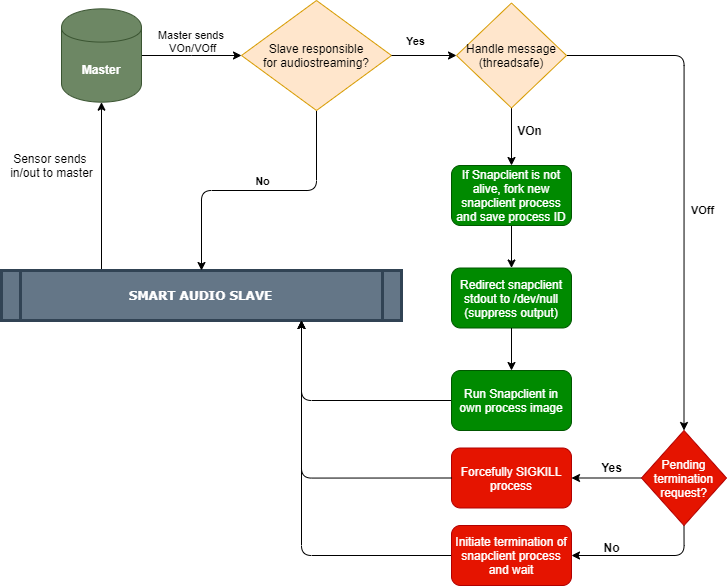 Master sends
VOn/VOff
Master
Slave responsible
for audiostreaming?
Yes
Handle message
(threadsafe)
Sensor sends
in/out to master
No
VOn
VOff
If Snapclient is not
alive, fork new
snapclient process
and save process ID
SMART AUDIO SLAVE
Redirect snapclient
stdout to /dev/null
(suppress output)
Run Snapclient in
own process image
Pending
termination
request?
Yes
Forcefully SIGKILL
process
No
Initiate termination of
snapclient process
and wait